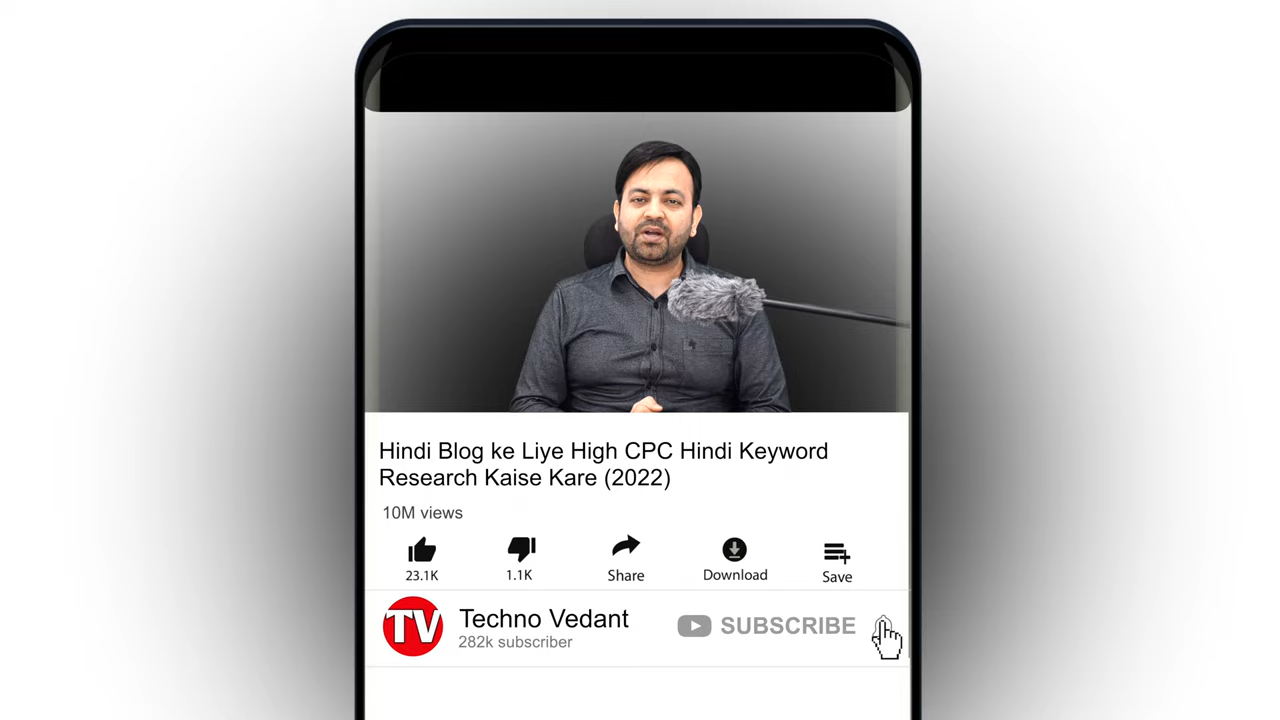 Hindi Blog ke Liye High CPC Hindi Keyword
Research Kaise Kare (2022)
10M views
23.1K 1.1K Share Download Save
TV Techno Vedant SUBSCRIBE
282k subscriber